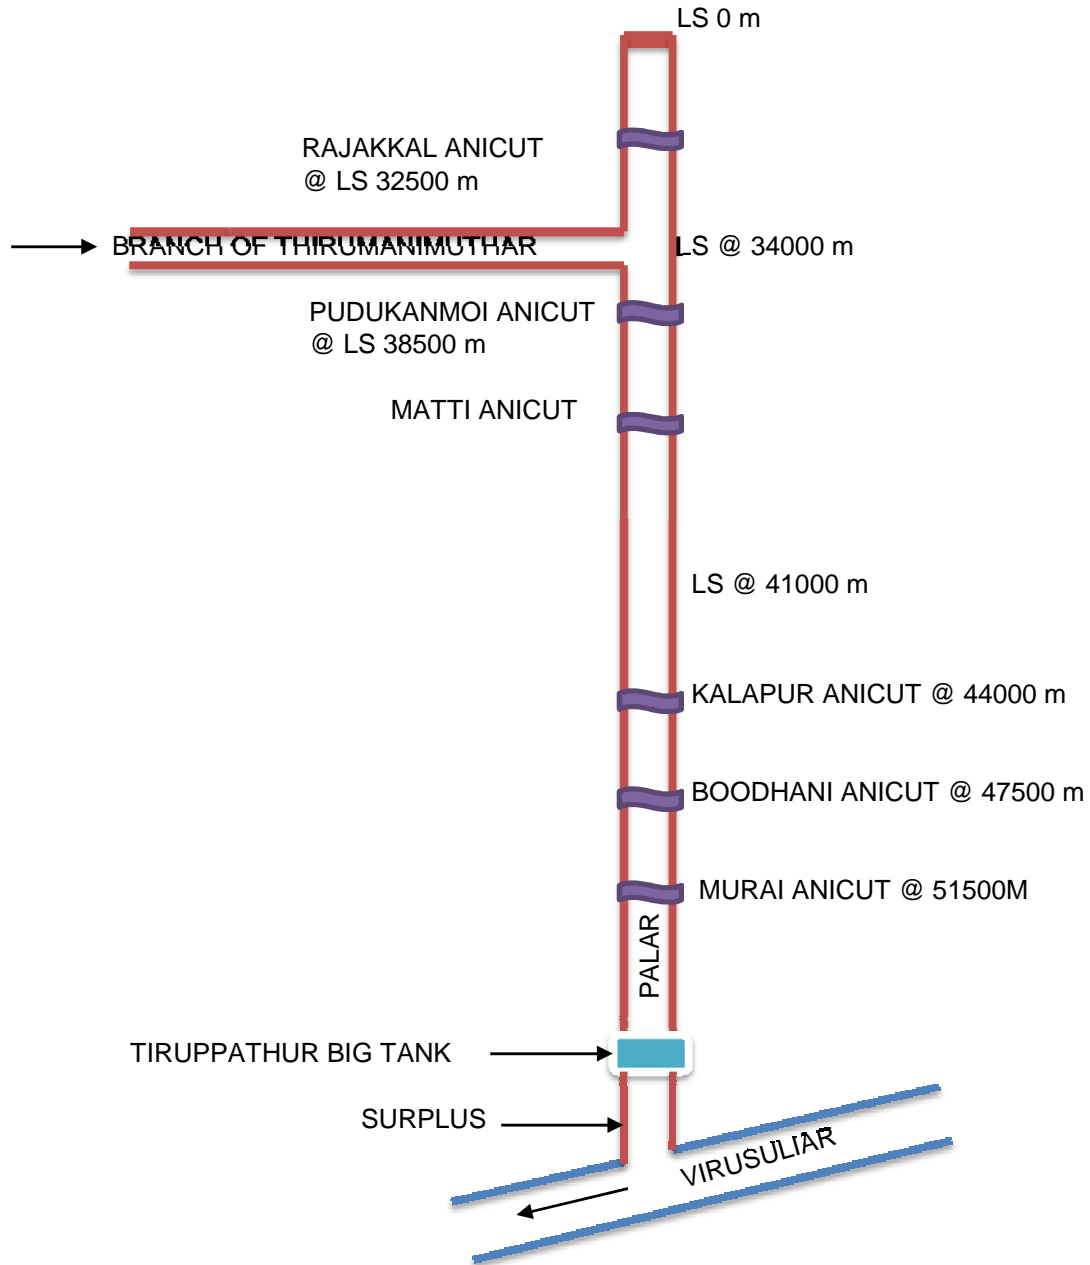 LS 0 m
RAJAKKAL ANICUT
@ LS 32500 m
BRANCH OF THIRUMANIMUTHAR
LS @ 34000 m
PUDUKANMOI ANICUT
@ LS 38500 m
MATTI ANICUT
LS @ 41000 m
KALAPUR ANICUT @ 44000 m
BOODHANI ANICUT @ 47500 m
MURAI ANICUT @ 51500M
PALAR
TIRUPPATHUR BIG TANK
SURPLUS
VIRUSULIAR